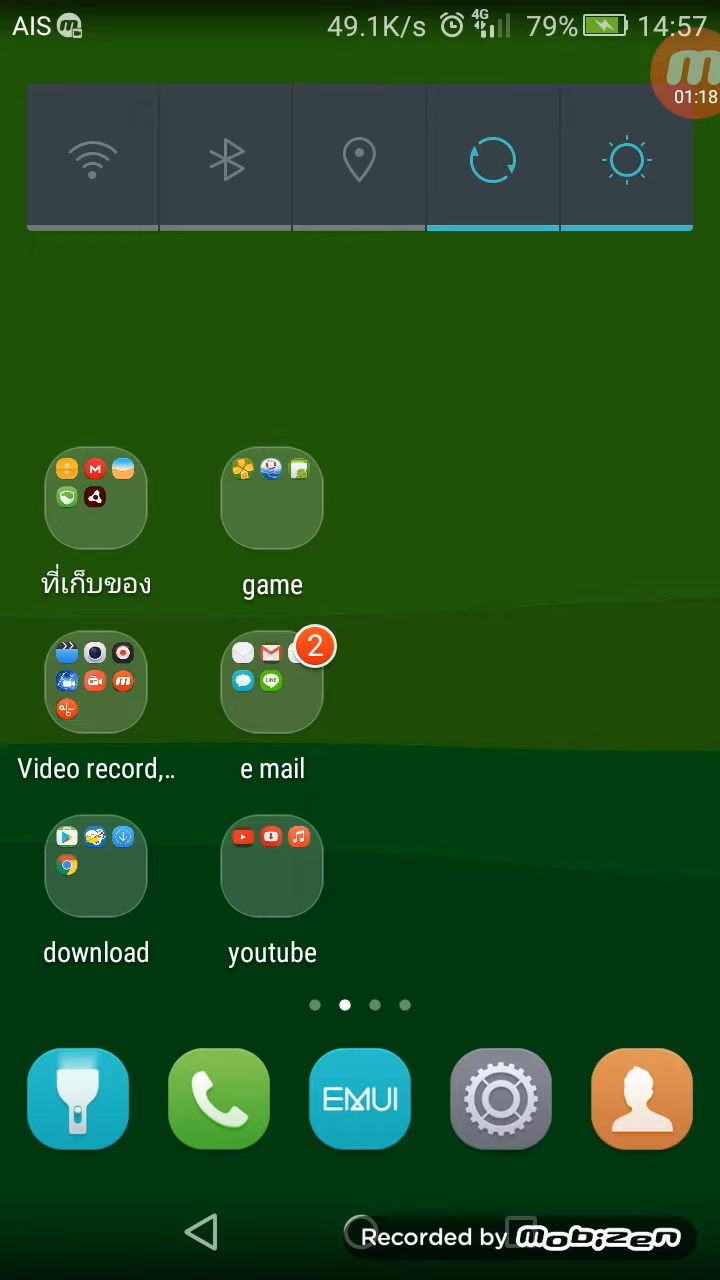 AIS 49.1K/s 4G 79% 14:57
01:18
ที่เก็บของ game
2
Video record,.. e mail
download youtube
EMUI
Recorded by mobizen